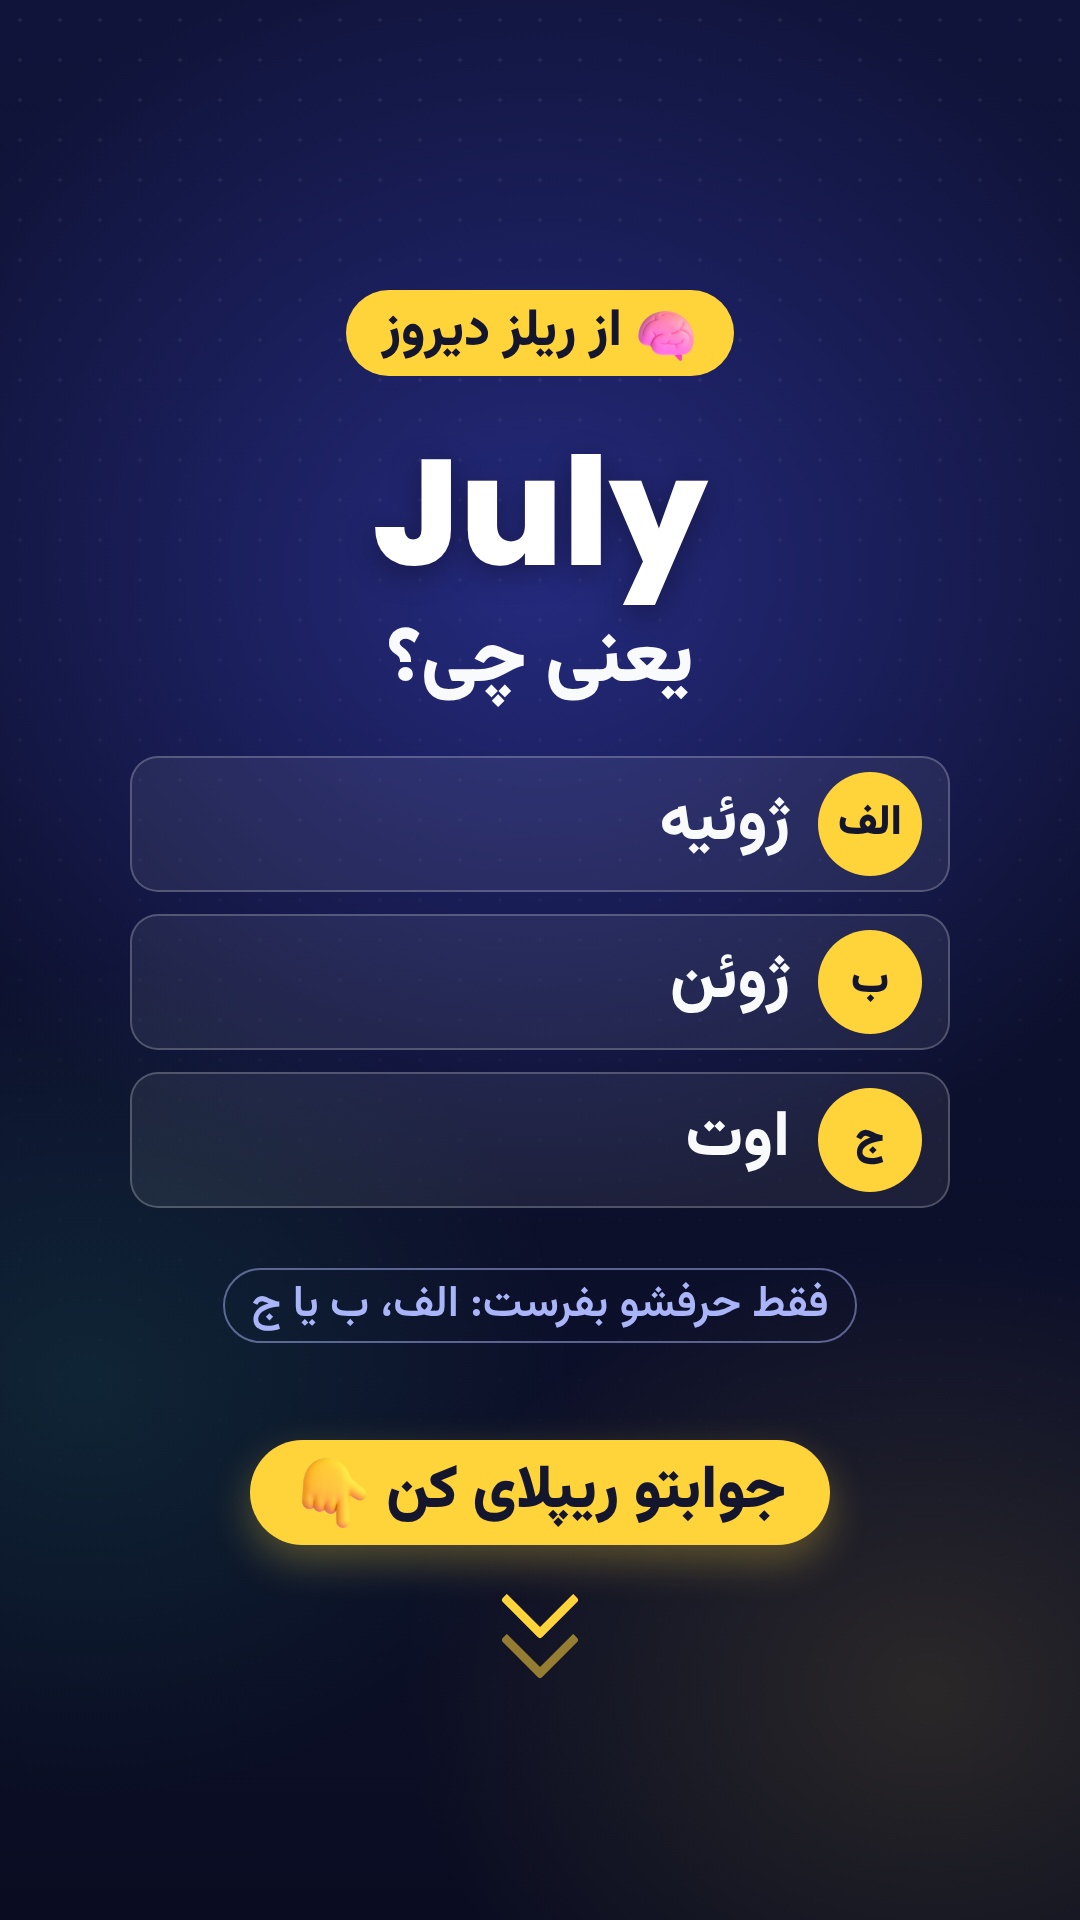 🧠 از ریلز دیروز
July
یعنی چی؟
الف ژوئیه
ب ژوئن
ج اوت
فقط حرفشو بفرست: الف، ب یا ج
جوابتو ریپلای کن 👇